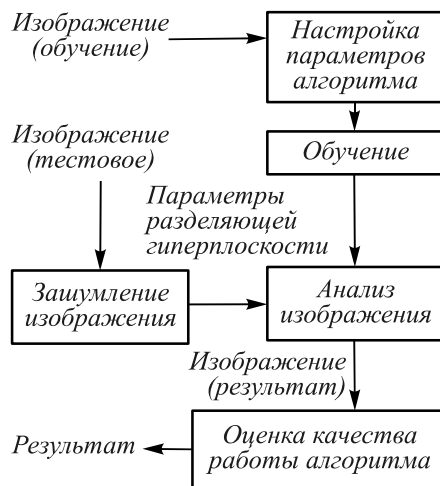 Изображение
(обучение)
Настройка
параметров
алгоритма
Изображение
(тестовое)
Обучение
Параметры
разделяющей
гиперплоскости
Зашумление
изображения
Анализ
изображения
Изображение
(результат)
Результат
Оценка качества
работы алгоритма